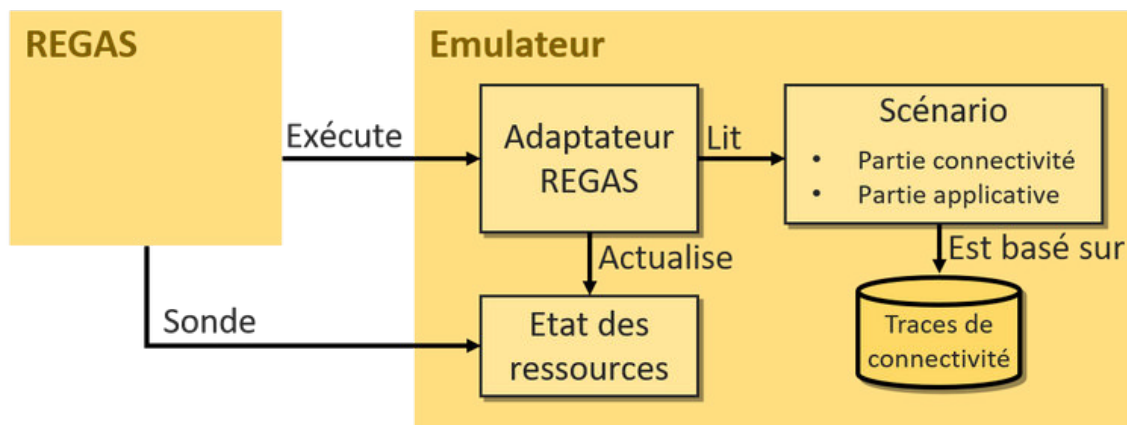 REGAS
Emulateur
Exécute
Adaptateur
REGAS
Lit
Scénario
• Partie connectivité
• Partie applicative
Actualise
Est basé sur
Sonde
Etat des
ressources
Traces de
connectivité